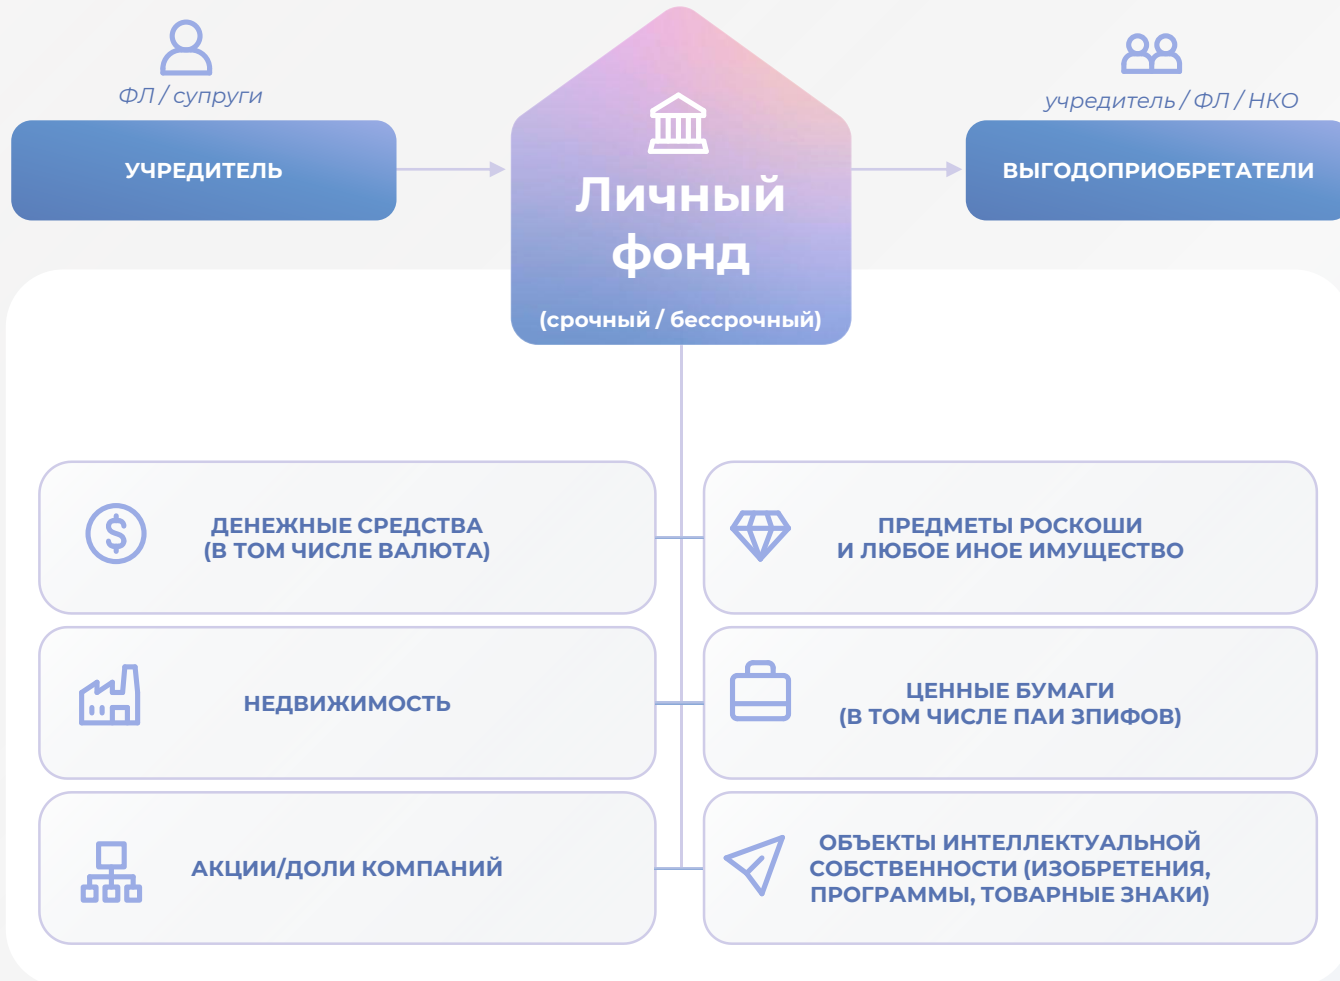 ФЛ / супруги
УЧРЕДИТЕЛЬ
Личный
фонд
(срочный / бессрочный)
учредитель / ФЛ / НКО
ВЫГОДОПРИОБРЕТАТЕЛИ
ДЕНЕЖНЫЕ СРЕДСТВА
(В ТОМ ЧИСЛЕ ВАЛЮТА)
ПРЕДМЕТЫ РОСКОШИ
И ЛЮБОЕ ИНОЕ ИМУЩЕСТВО
НЕДВИЖИМОСТЬ
ЦЕННЫЕ БУМАГИ
(В ТОМ ЧИСЛЕ ПАИ ЗПИФОВ)
АКЦИИ/ДОЛИ КОМПАНИЙ
ОБЪЕКТЫ ИНТЕЛЛЕКТУАЛЬНОЙ
СОБСТВЕННОСТИ (ИЗОБРЕТЕНИЯ,
ПРОГРАММЫ, ТОВАРНЫЕ ЗНАКИ)